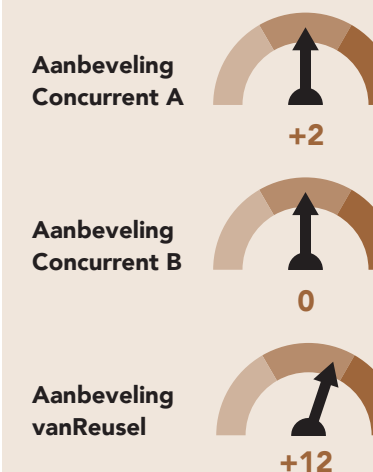 Aanbeveling
Concurrent A
+2
Aanbeveling
Concurrent B
0
Aanbeveling
vanReusel
+12